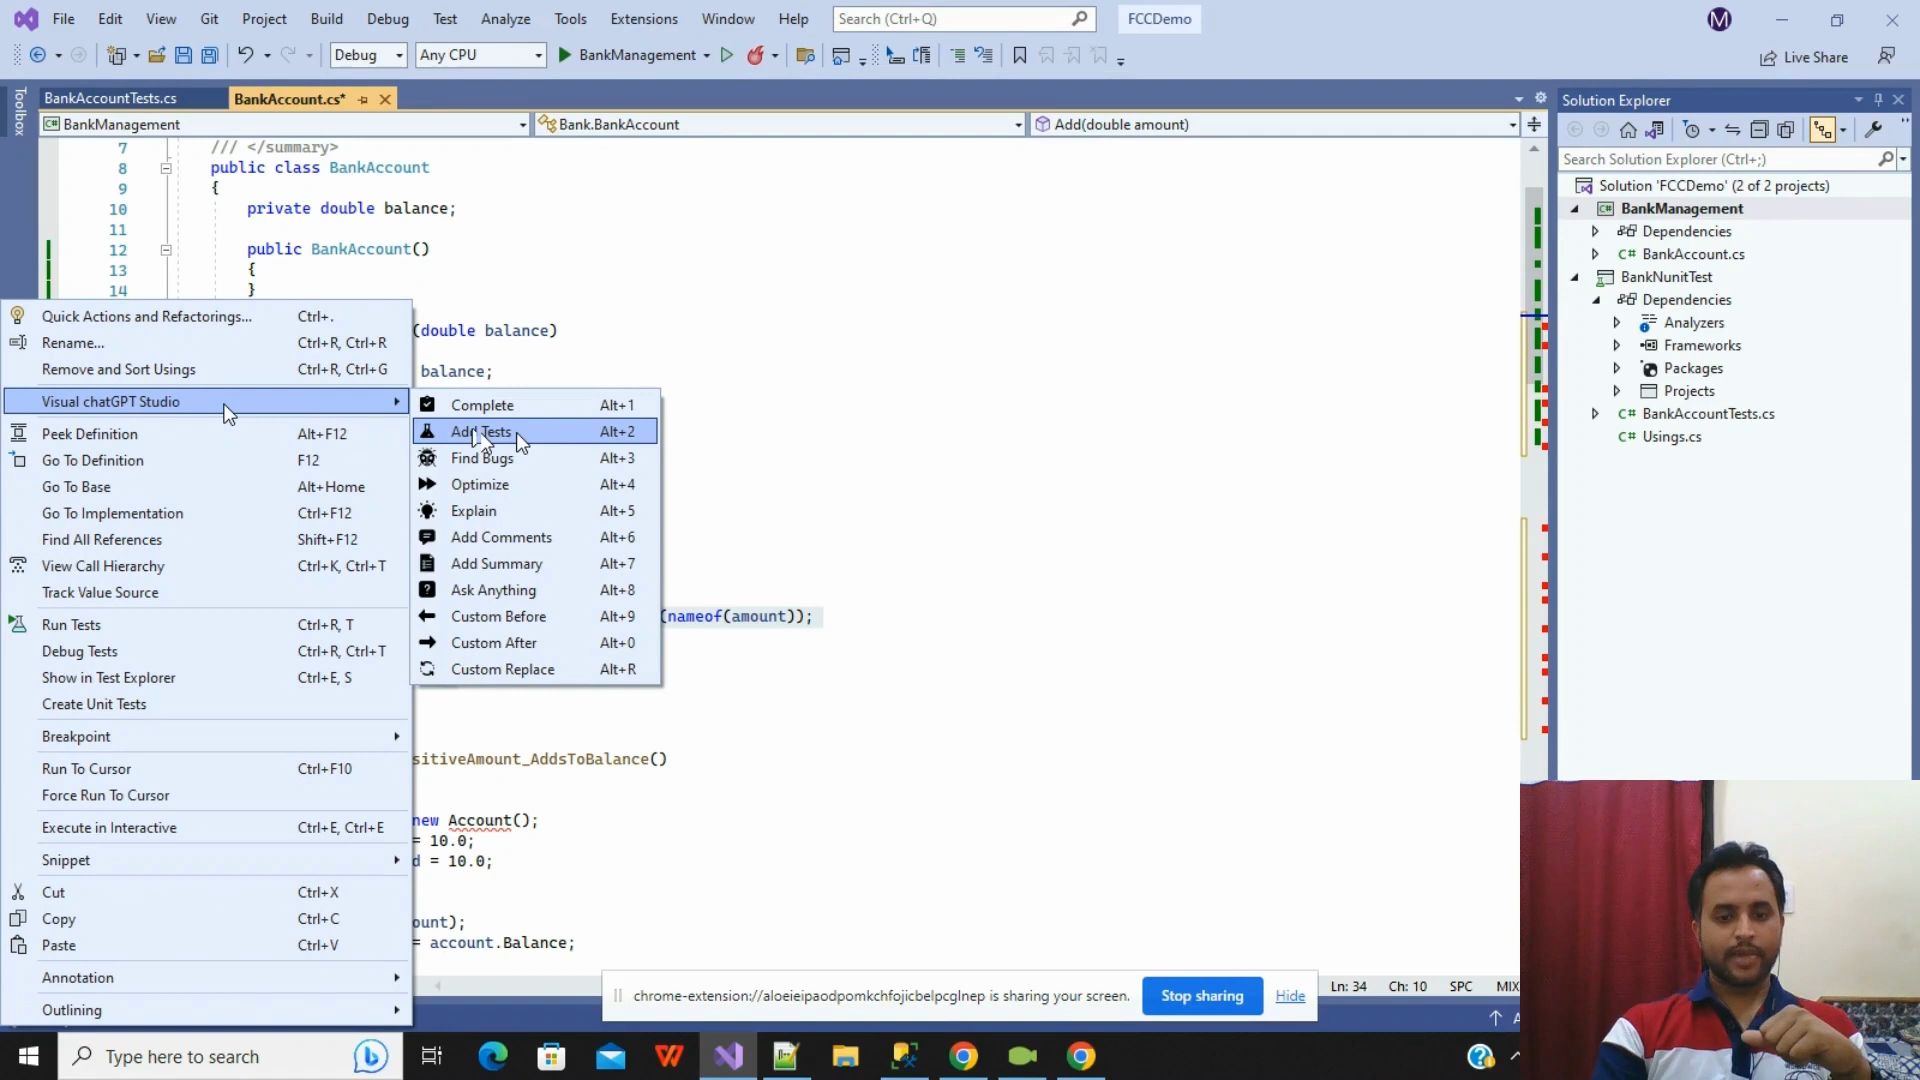 File Edit View Git Project Build Debug Test Analyze Tools Extensions Window Help Search (Ctrl+Q) FCCDemo M
Debug Any CPU BankManagement Live Share
Toolbox
BankAccountTests.cs BankAccount.cs*
BankManagement Bank.BankAccount Add(double amount)
7 /// </summary>
8 public class BankAccount
9 {
10 private double balance;
11
12 public BankAccount()
13 {
14 }
(double balance)
balance;
(nameof(amount));
sitiveAmount_AddsToBalance()
new Account();
= 10.0;
d = 10.0;
ount);
= account.Balance;
Quick Actions and Refactorings... Ctrl+.
Rename... Ctrl+R, Ctrl+R
Remove and Sort Usings Ctrl+R, Ctrl+G
Visual chatGPT Studio
Peek Definition Alt+F12
Go To Definition F12
Go To Base Alt+Home
Go To Implementation Ctrl+F12
Find All References Shift+F12
View Call Hierarchy Ctrl+K, Ctrl+T
Track Value Source
Run Tests Ctrl+R, T
Debug Tests Ctrl+R, Ctrl+T
Show in Test Explorer Ctrl+E, S
Create Unit Tests
Breakpoint
Run To Cursor Ctrl+F10
Force Run To Cursor
Execute in Interactive Ctrl+E, Ctrl+E
Snippet
Cut Ctrl+X
Copy Ctrl+C
Paste Ctrl+V
Annotation
Outlining
Complete Alt+1
Add Tests Alt+2
Find Bugs Alt+3
Optimize Alt+4
Explain Alt+5
Add Comments Alt+6
Add Summary Alt+7
Ask Anything Alt+8
Custom Before Alt+9
Custom After Alt+0
Custom Replace Alt+R
Solution Explorer
Search Solution Explorer (Ctrl+;)
Solution 'FCCDemo' (2 of 2 projects)
C# BankManagement
Dependencies
C# BankAccount.cs
BankNunitTest
Dependencies
Analyzers
Frameworks
Packages
Projects
C# BankAccountTests.cs
C# Usings.cs
chrome-extension://aloeieipaodpomkchfojicbelpcglnep is sharing your screen. Stop sharing Hide
Ln: 34 Ch: 10 SPC MIX
Type here to search